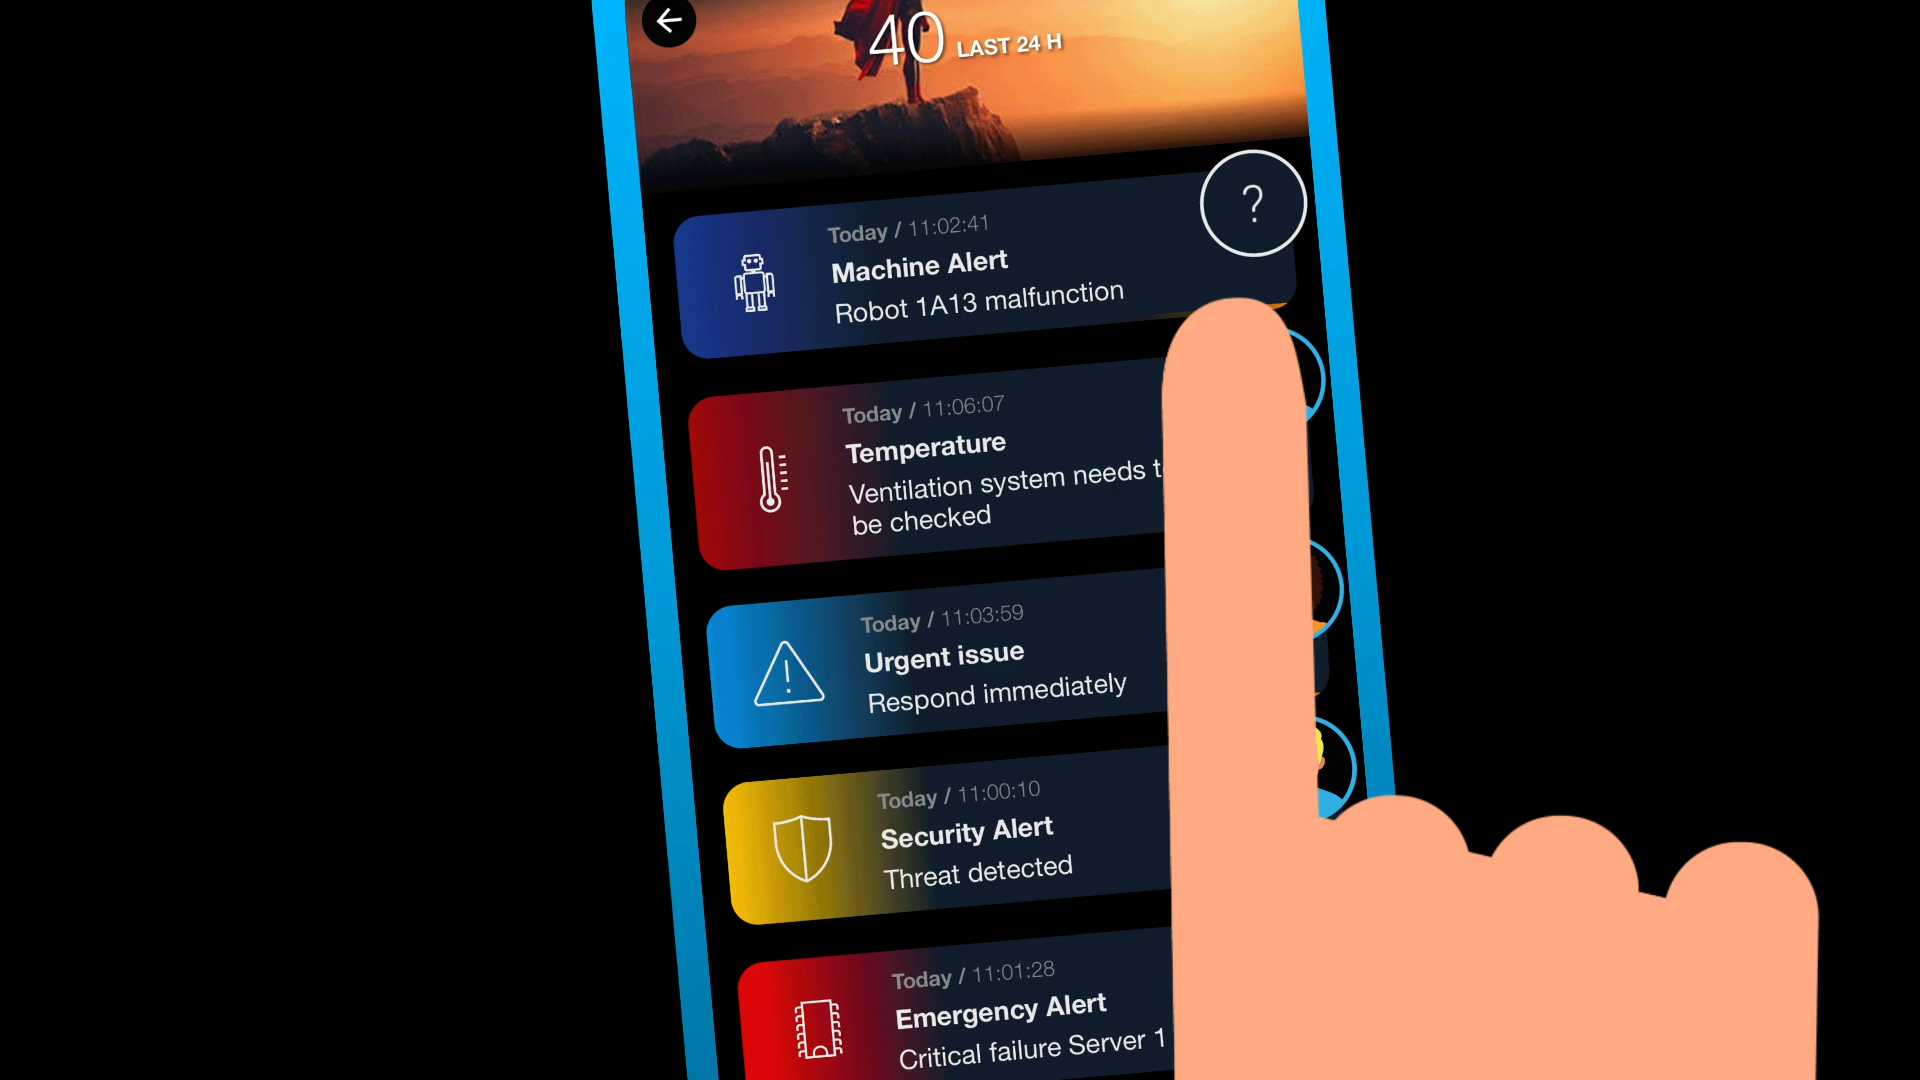 40 LAST 24 H
?
Today / 11:02:41
Machine Alert
Robot 1A13 malfunction
Today / 11:06:07
Temperature
Ventilation system needs
be checked
Today / 11:03:59
Urgent issue
Respond immediately
Today / 11:00:10
Security Alert
Threat detected
Today / 11:01:28
Emergency Alert
Critical failure Server 1